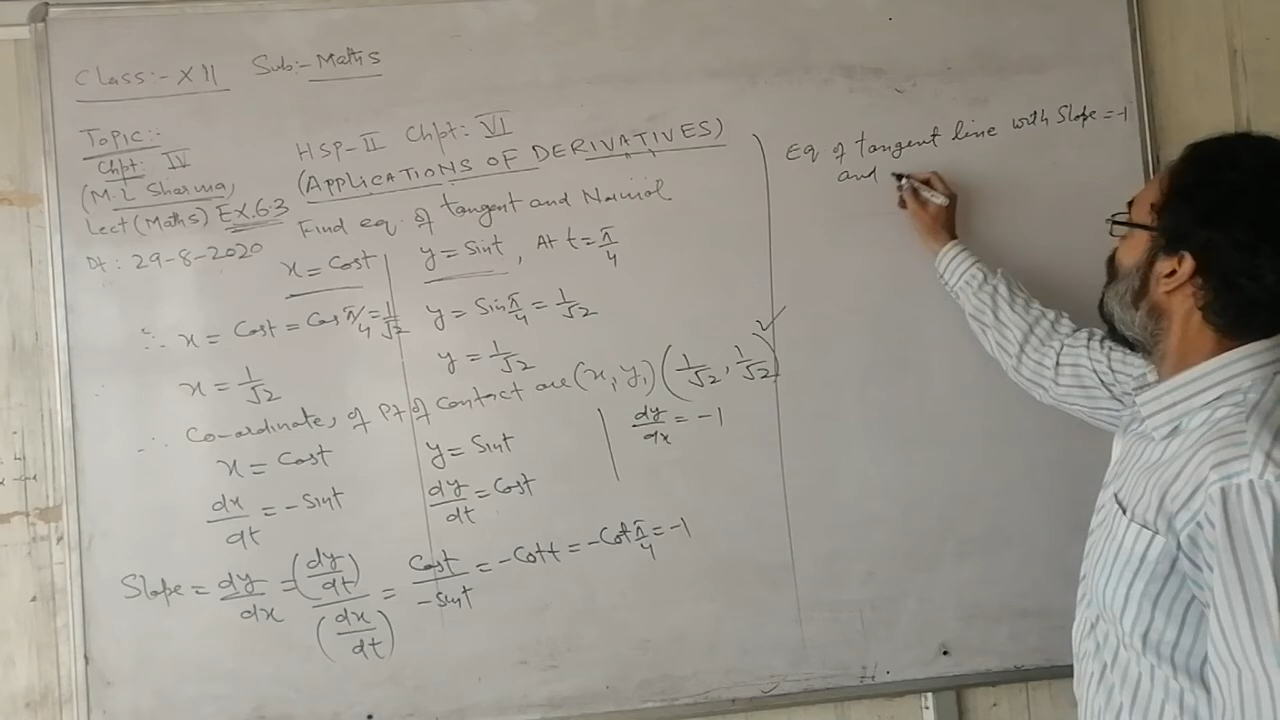 Class:- XII Sub:- Maths
Topic::
Chpt: IV
(M.L Sharma,
Lect (Maths) EX.6.3
Dt: 29-8-2020
HSP-II Chpt: VI
(APPLICATIONS OF DERIVATIVES)
Find eq. of tangent and Normal
x = Cost y = Sint, At t = π/4
∴ x = Cost = Cos π/4 = 1/√2 y = Sin π/4 = 1/√2
x = 1/√2 y = 1/√2
∴ Co-ordinates of Pt of Contact are (x, y,) (1/√2, 1/√2)
x = Cost y = Sint dy/dx = -1
dx/dt = -Sint dy/dt = Cost
Slope = dy/dx = (dy/dt)/(dx/dt) = Cost/-Sint = -Cott = -Cot π/4 = -1
Eq of tangent line with Slope = -1
and